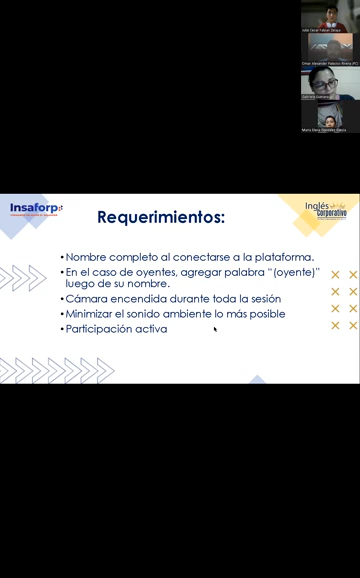 Insaforp
Inglés
Corporativo
Requerimientos:
• Nombre completo al conectarse a la plataforma.
• En el caso de oyentes, agregar palabra "(oyente)"
luego de su nombre.
• Cámara encendida durante toda la sesión
• Minimizar el sonido ambiente lo más posible
• Participación activa